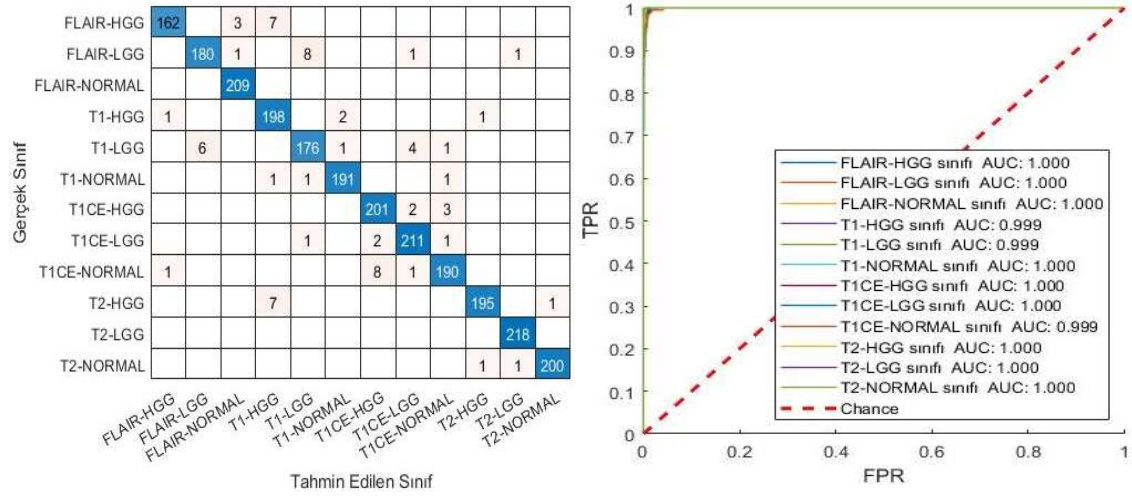 Gerçek Sınıf
FLAIR-HGG 162 3 7
FLAIR-LGG 180 1 8 1 1
FLAIR-NORMAL 209
T1-HGG 1 198 2 1
T1-LGG 6 176 1 4 1
T1-NORMAL 1 1 191 1
T1CE-HGG 201 2 3
T1CE-LGG 1 2 211 1
T1CE-NORMAL 1 8 1 190
T2-HGG 7 195 1
T2-LGG 218
T2-NORMAL 1 1 200
FLAIR-HGG FLAIR-LGG FLAIR-NORMAL T1-HGG T1-LGG T1-NORMAL T1CE-HGG T1CE-LGG T1CE-NORMAL T2-HGG T2-LGG T2-NORMAL
Tahmin Edilen Sınıf
TPR
1
0.9
0.8
0.7
0.6
0.5
0.4
0.3
0.2
0.1
0
FLAIR-HGG sınıfı AUC: 1.000
FLAIR-LGG sınıfı AUC: 1.000
FLAIR-NORMAL sınıfı AUC: 1.000
T1-HGG sınıfı AUC: 0.999
T1-LGG sınıfı AUC: 0.999
T1-NORMAL sınıfı AUC: 1.000
T1CE-HGG sınıfı AUC: 1.000
T1CE-LGG sınıfı AUC: 1.000
T1CE-NORMAL sınıfı AUC: 0.999
T2-HGG sınıfı AUC: 1.000
T2-LGG sınıfı AUC: 1.000
T2-NORMAL sınıfı AUC: 1.000
Chance
0 0.2 0.4 0.6 0.8 1
FPR